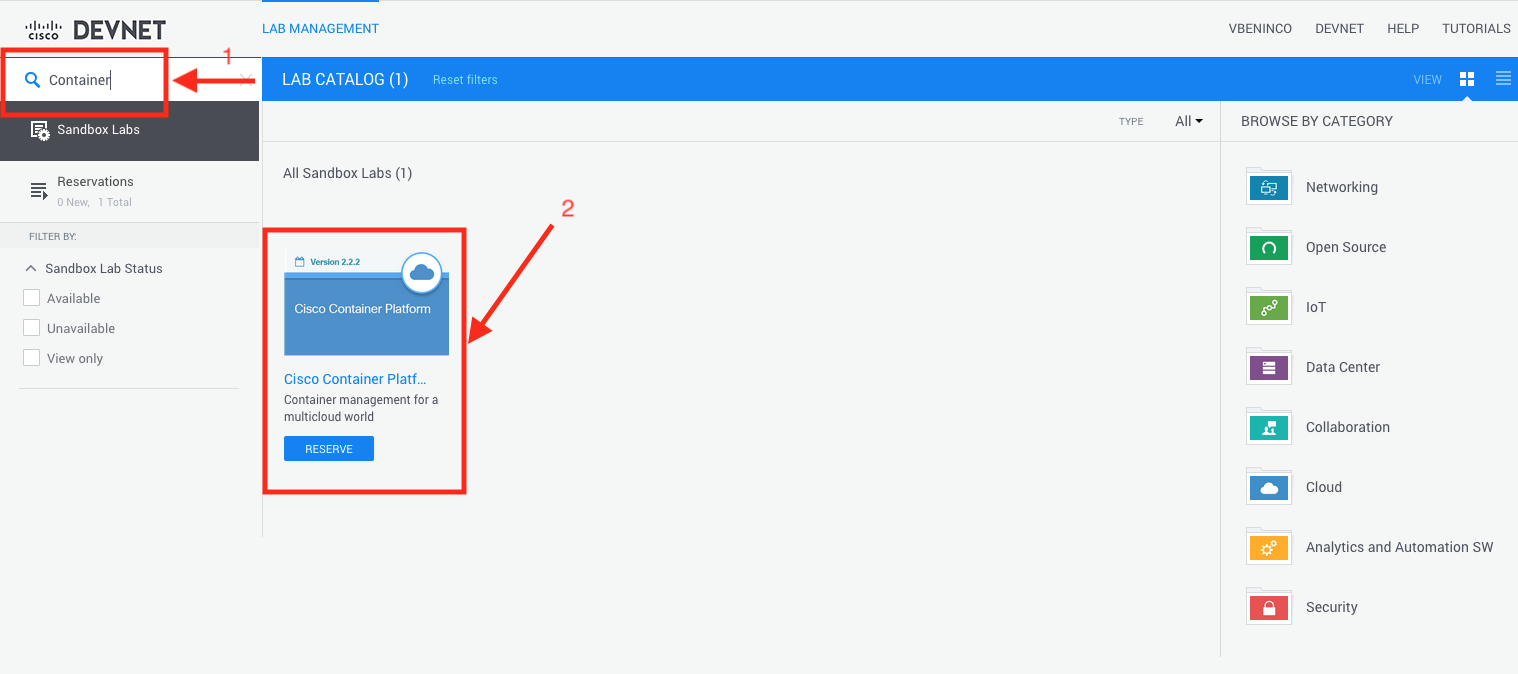 CISCO DEVNET
LAB MANAGEMENT
VBENINCO DEVNET HELP TUTORIALS
1
Container
LAB CATALOG (1) Reset filters
VIEW
Sandbox Labs
TYPE All
BROWSE BY CATEGORY
All Sandbox Labs (1)
Reservations
0 New, 1 Total
FILTER BY:
Sandbox Lab Status
Available
Unavailable
View only
2
Version 2.2.2
Cisco Container Platform
Cisco Container Platf...
Container management for a
multicloud world
RESERVE
Networking
Open Source
IoT
Data Center
Collaboration
Cloud
Analytics and Automation SW
Security